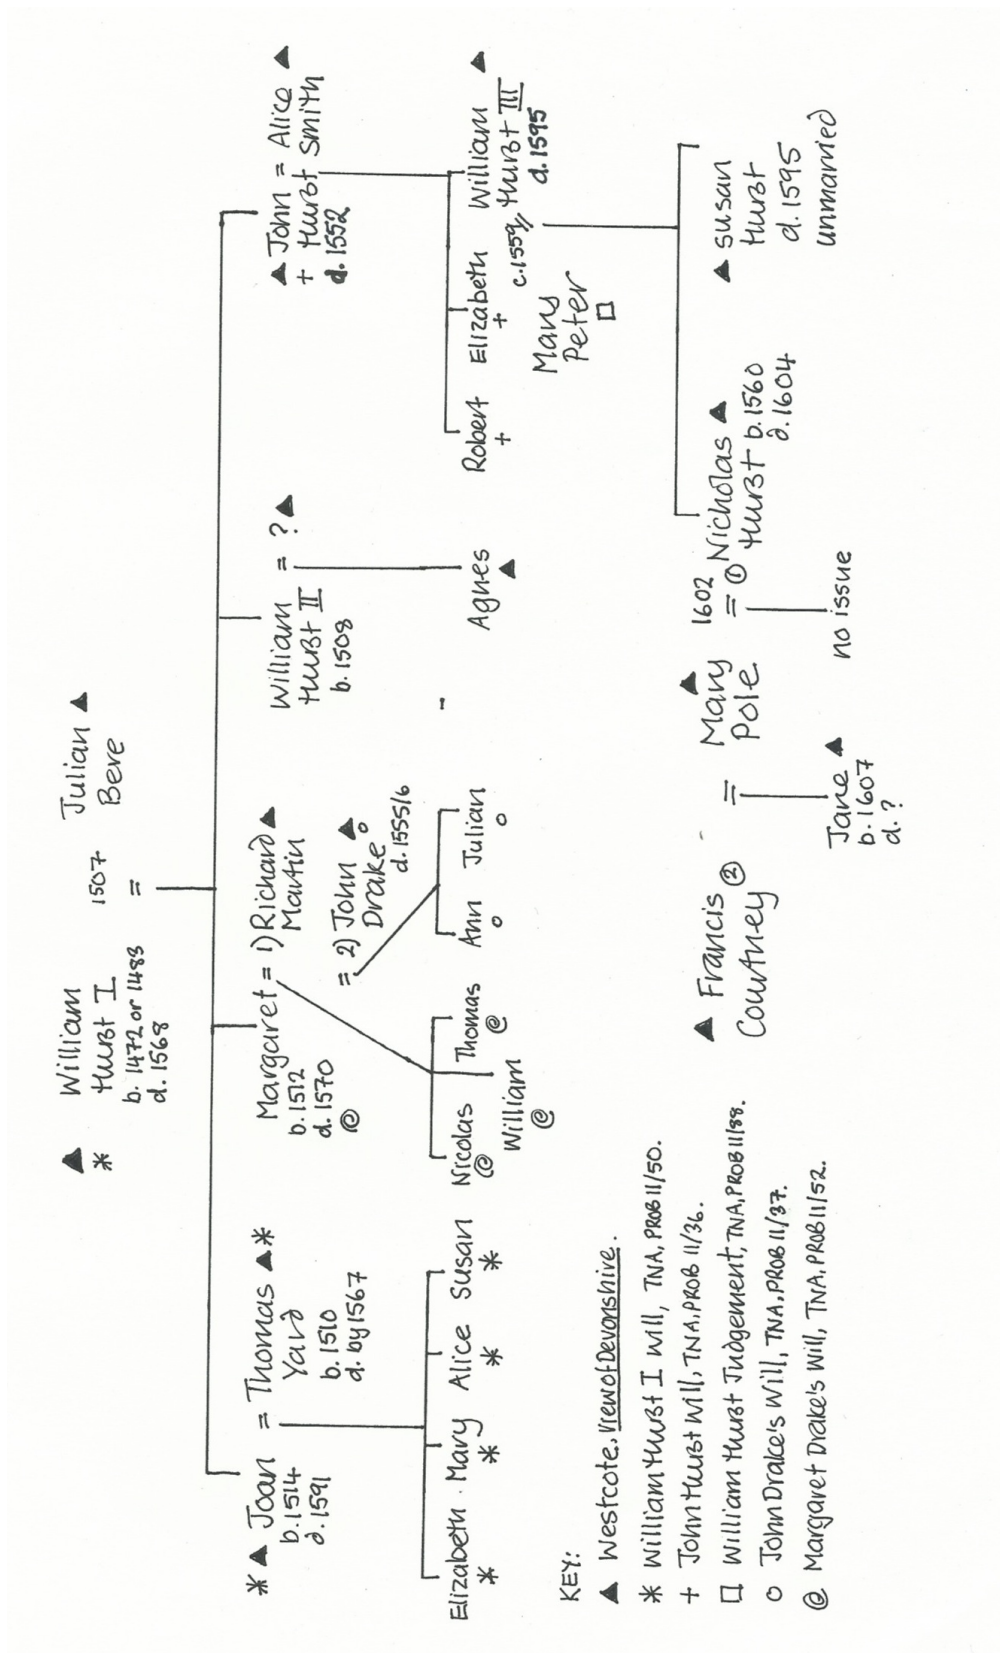 ▲ William
* Hurst I
b. 1472 or 1483
d. 1568
1507
=
Julian ▲
Bere
* ▲ Joan
b. 1514
d. 1591
= Thomas ▲ *
Yard
b. 1510
d. by 1567
Margaret
b. 1512
d. 1570
@
= 1) Richard ▲
Martin
= 2) John ▲
Drake o
d. 1555/6
William
Hurst II
b. 1508
= ? ▲
▲ John = Alice ▲
+ Hurst Smith
d. 1552
Elizabeth · Mary Alice Susan
* * * *
Nicolas Thomas
@ @
William
@
Ann Julian
o o
Agnes
▲
Robert
+
Elizabeth
+
William ▲
Hurst III
d. 1595
c. 1559
Mary
Peter
□
▲ Francis ②
Courtney
=
Mary ▲
Pole
1602
= ① Nicholas ▲
Hurst b. 1560
d. 1604
▲ Susan
Hurst
d. 1595
unmarried
Jane ▲
b. 1607
d. ?
no issue
KEY:
▲ Westcote, View of Devonshire.
* William Hurst I will, TNA, PROB 11/50.
+ John Hurst will, TNA, PROB 11/36.
□ William Hurst Judgement, TNA, PROB 11/88.
o John Drake's Will, TNA, PROB 11/37.
@ Margaret Drake's Will, TNA, PROB 11/52.